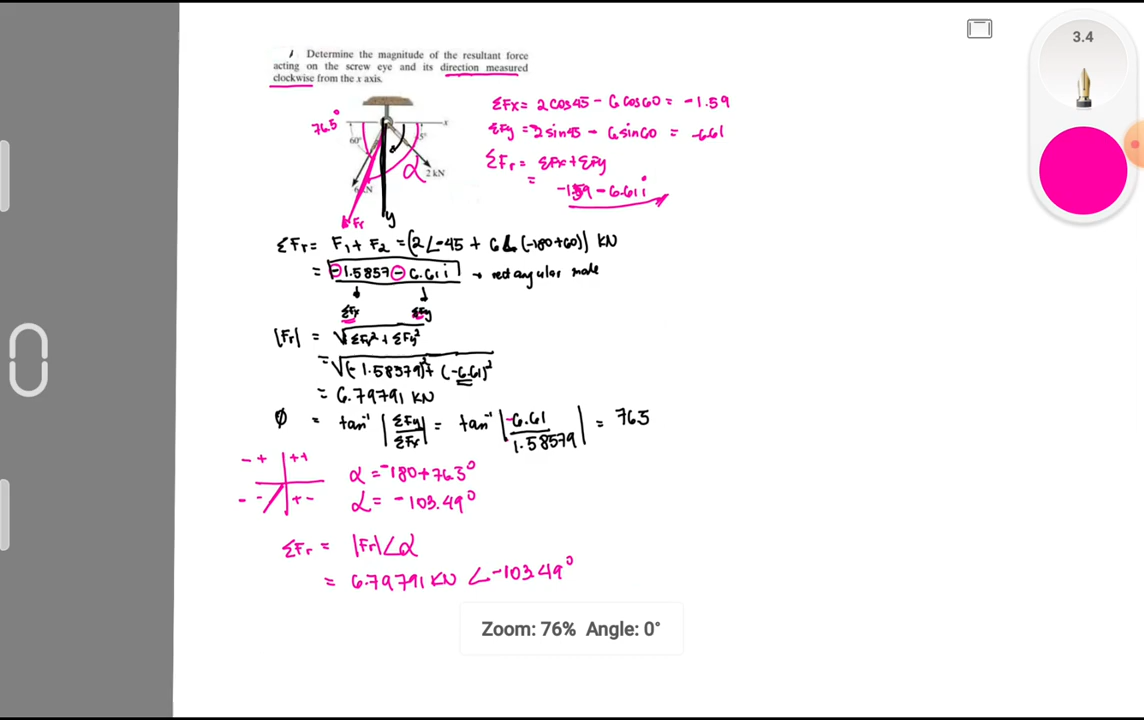 1 Determine the magnitude of the resultant force
acting on the screw eye and its direction measured
clockwise from the x axis.
76.5°
60°
5°
x
α
2 kN
kN
Fr
y
ΣFx = 2cos45 - 6cos60 = -1.59
ΣFy = -2sin45 - 6sin60 = -6.61
ΣFr = ΣFx + ΣFy
= -1.59 - 6.61i
ΣFr = F1 + F2 = (2∠-45 + 6∠(-180+60)) KN
= -1.5857 - 6.61i → rectangular mode
ΣFx ΣFy
|Fr| = √ΣFx² + ΣFy²
= √(-1.58579)² + (-6.61)²
= 6.79791 KN
Ø = tan⁻¹ |ΣFy/ΣFx| = tan⁻¹ |-6.61/1.58579| = 76.5
- + ++
- - + -
α = -180 + 76.5°
α = -103.49°
ΣFr = |Fr|∠α
= 6.79791 KN ∠-103.49°
3.4
Zoom: 76% Angle: 0°